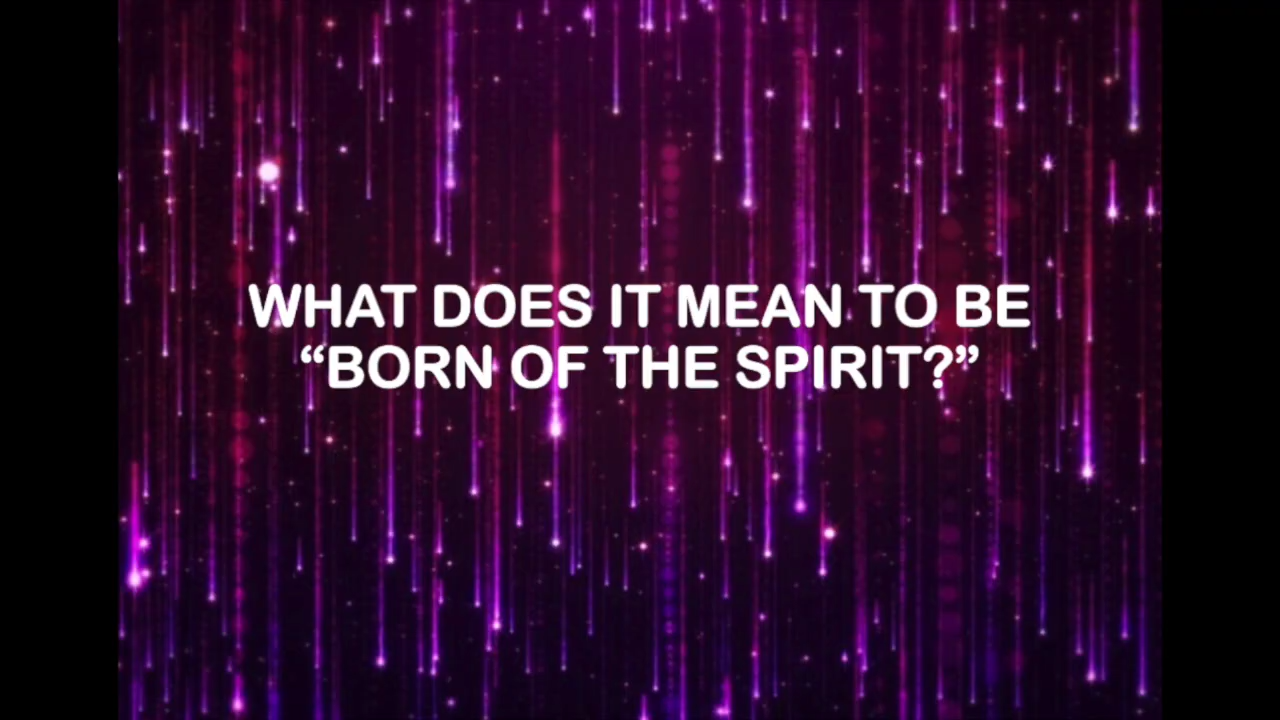 WHAT DOES IT MEAN TO BE
“BORN OF THE SPIRIT?”